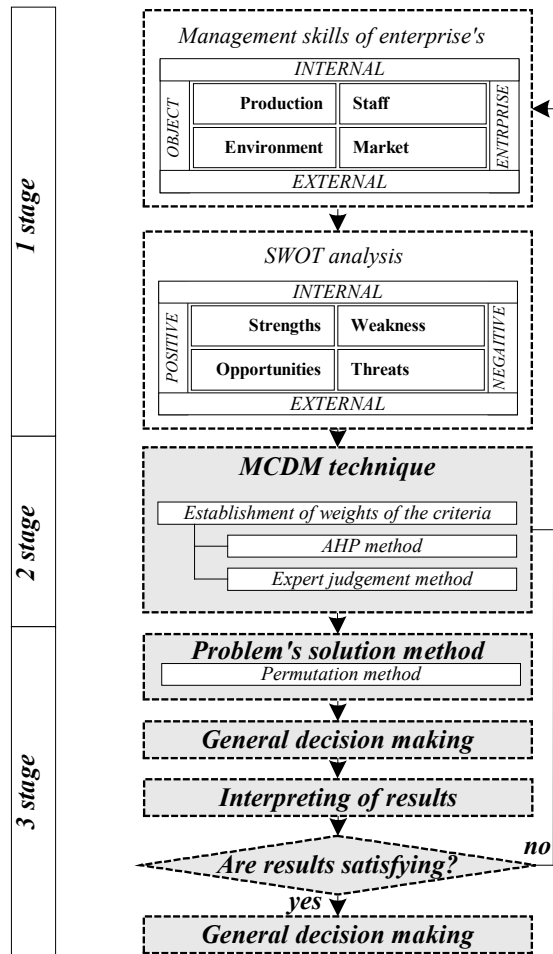 1 stage
Management skills of enterprise's
INTERNAL
OBJECT
Production
Staff
Environment
Market
ENTRPRISE
EXTERNAL
SWOT analysis
INTERNAL
POSITIVE
Strengths
Weakness
Opportunities
Threats
NEGAITIVE
EXTERNAL
2 stage
MCDM technique
Establishment of weights of the criteria
AHP method
Expert judgement method
3 stage
Problem's solution method
Permutation method
General decision making
Interpreting of results
Are results satisfying?
no
yes
General decision making